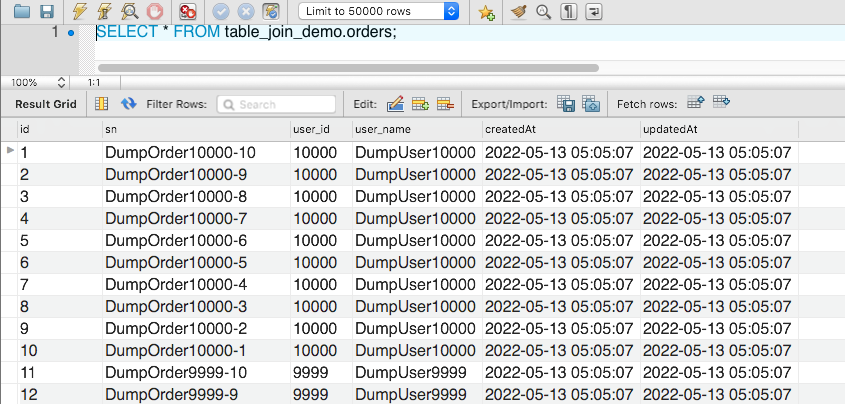 Limit to 50000 rows
1 SELECT * FROM table_join_demo.orders;
100% 1:1
Result Grid Filter Rows: Search Edit: Export/Import: Fetch rows:
id sn user_id user_name createdAt updatedAt
1 DumpOrder10000-10 10000 DumpUser10000 2022-05-13 05:05:07 2022-05-13 05:05:07
2 DumpOrder10000-9 10000 DumpUser10000 2022-05-13 05:05:07 2022-05-13 05:05:07
3 DumpOrder10000-8 10000 DumpUser10000 2022-05-13 05:05:07 2022-05-13 05:05:07
4 DumpOrder10000-7 10000 DumpUser10000 2022-05-13 05:05:07 2022-05-13 05:05:07
5 DumpOrder10000-6 10000 DumpUser10000 2022-05-13 05:05:07 2022-05-13 05:05:07
6 DumpOrder10000-5 10000 DumpUser10000 2022-05-13 05:05:07 2022-05-13 05:05:07
7 DumpOrder10000-4 10000 DumpUser10000 2022-05-13 05:05:07 2022-05-13 05:05:07
8 DumpOrder10000-3 10000 DumpUser10000 2022-05-13 05:05:07 2022-05-13 05:05:07
9 DumpOrder10000-2 10000 DumpUser10000 2022-05-13 05:05:07 2022-05-13 05:05:07
10 DumpOrder10000-1 10000 DumpUser10000 2022-05-13 05:05:07 2022-05-13 05:05:07
11 DumpOrder9999-10 9999 DumpUser9999 2022-05-13 05:05:07 2022-05-13 05:05:07
12 DumpOrder9999-9 9999 DumpUser9999 2022-05-13 05:05:07 2022-05-13 05:05:07